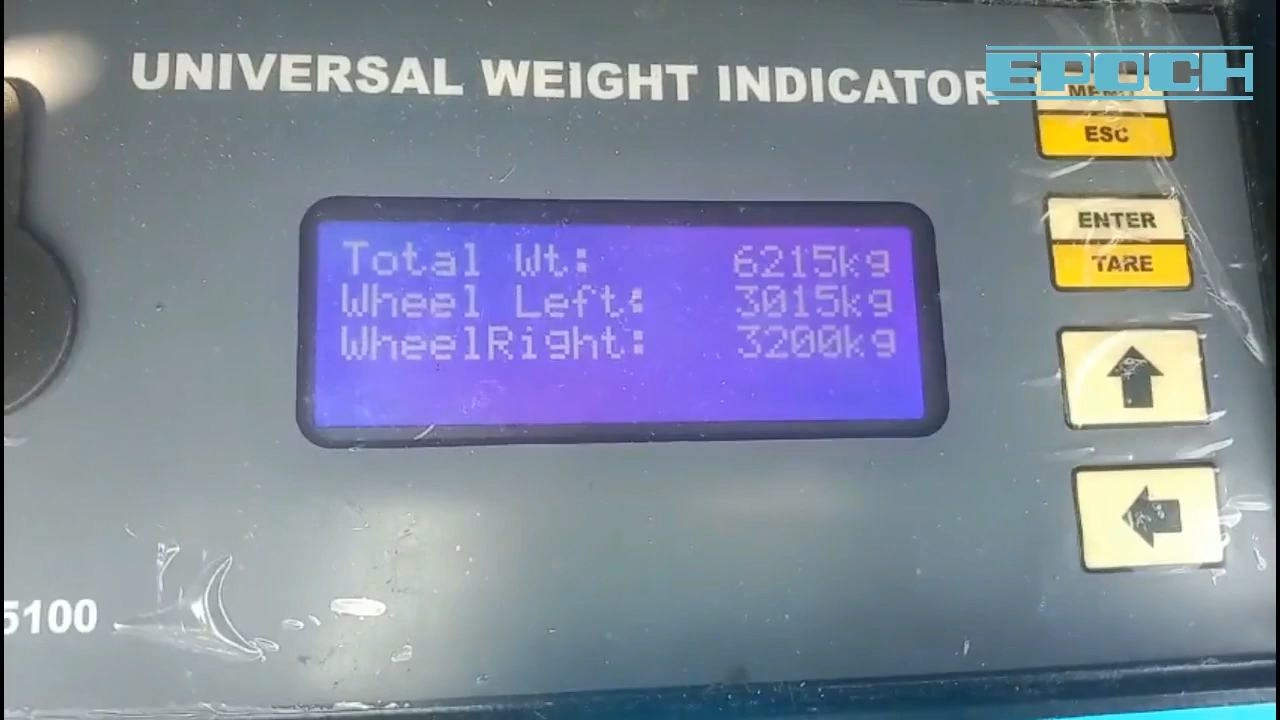 UNIVERSAL WEIGHT INDICATOR
EPOCH
ESC
ENTER
TARE
Total Wt: 6215kg
Wheel Left: 3015kg
WheelRight: 3200kg
5100